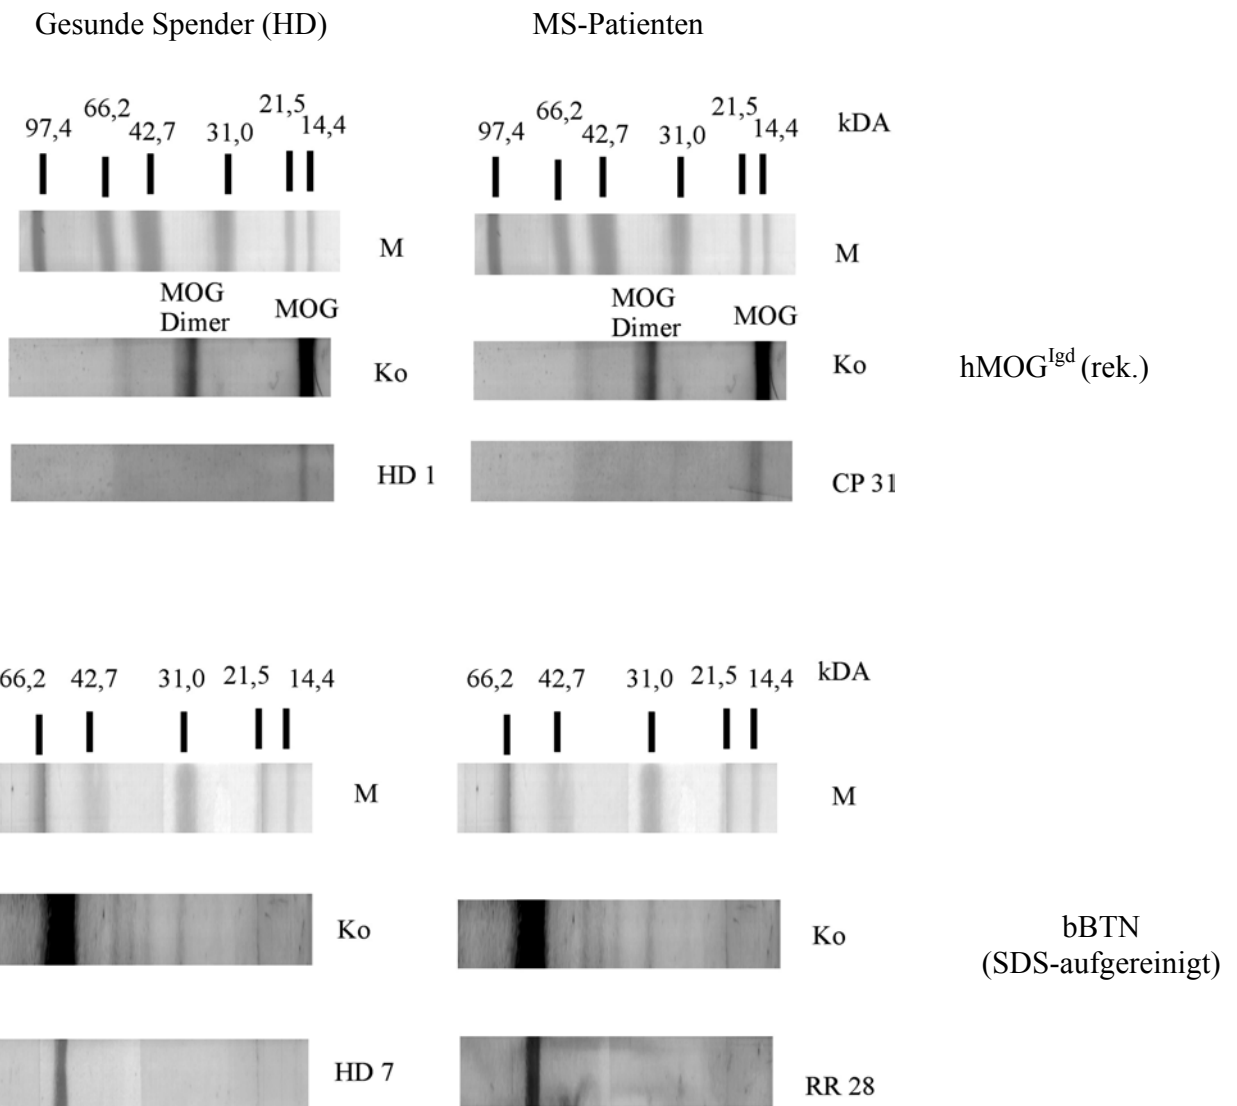 Gesunde Spender (HD)
MS-Patienten
97,4 66,2 42,7 31,0 21,5 14,4
97,4 66,2 42,7 31,0 21,5 14,4 kDA
M
M
MOG
Dimer
MOG
MOG
Dimer
MOG
Ko
Ko
hMOGIgd (rek.)
HD 1
CP 31
66,2 42,7 31,0 21,5 14,4
66,2 42,7 31,0 21,5 14,4 kDA
M
M
Ko
Ko
bBTN
(SDS-aufgereinigt)
HD 7
RR 28